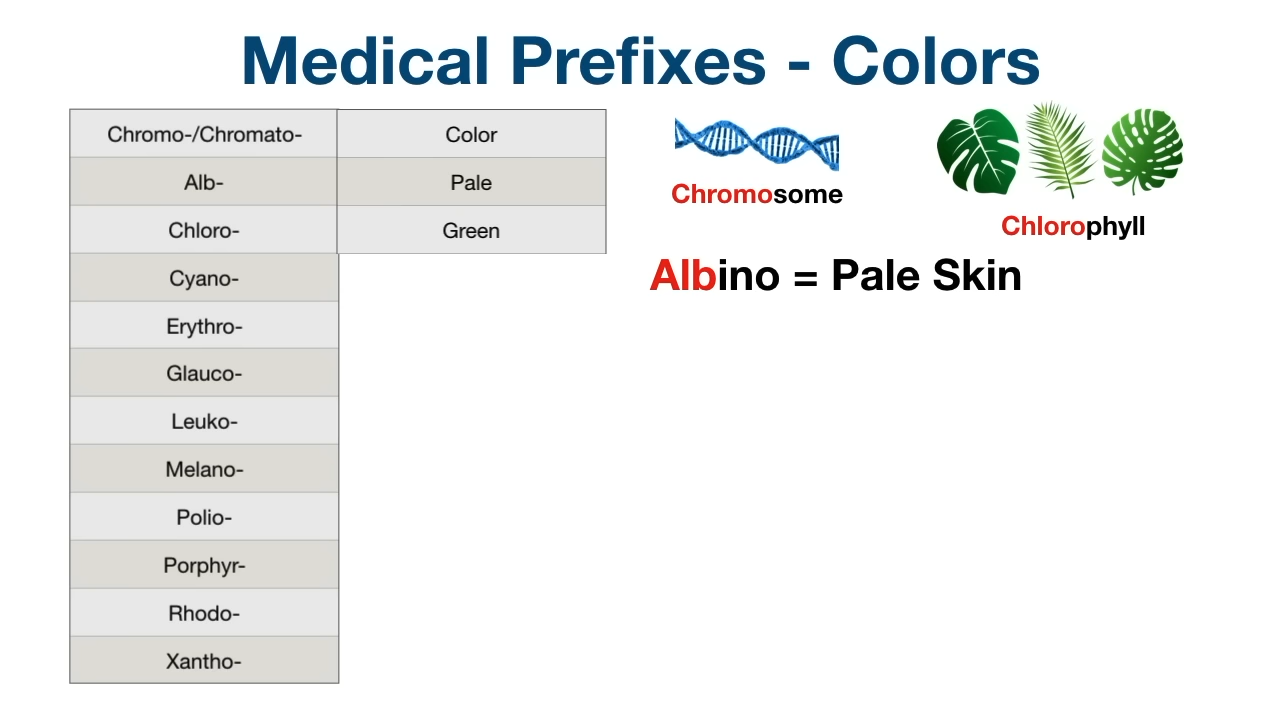 Medical Prefixes - Colors
Chromo-/Chromato- Color
Alb- Pale
Chloro- Green
Cyano-
Erythro-
Glauco-
Leuko-
Melano-
Polio-
Porphyr-
Rhodo-
Xantho-
Chromosome
Chlorophyll
Albino = Pale Skin